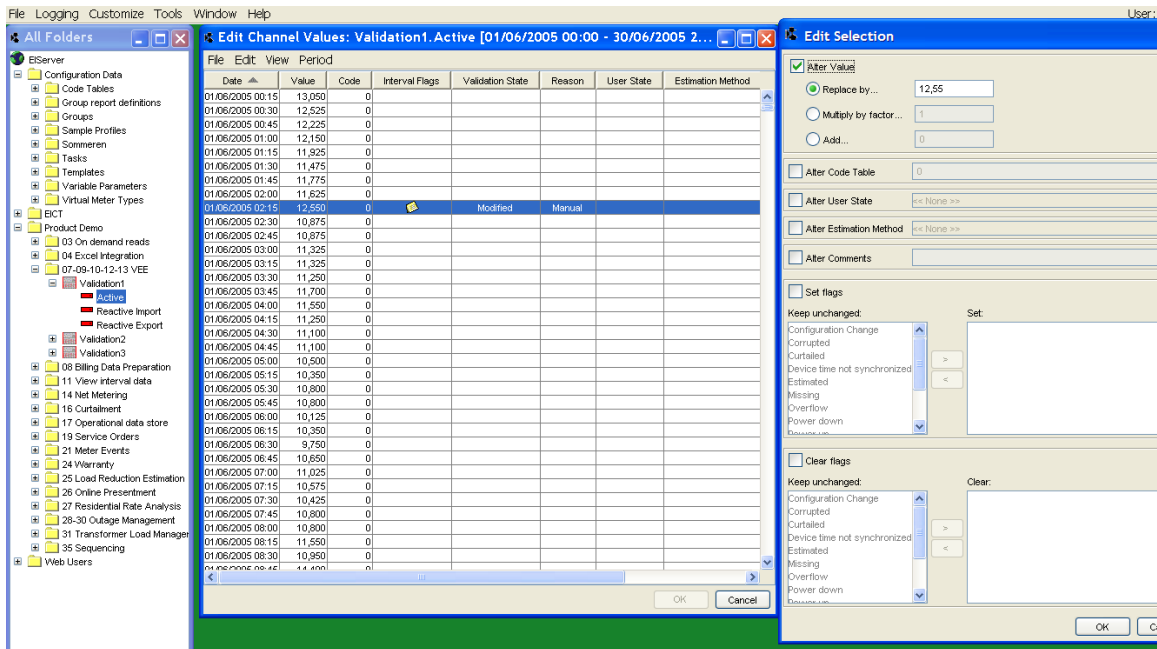 File Logging Customize Tools Window Help
User:
All Folders
EIServer
Configuration Data
Code Tables
Group report definitions
Groups
Sample Profiles
Sommeren
Tasks
Templates
Variable Parameters
Virtual Meter Types
EICT
Product Demo
03 On demand reads
04 Excel Integration
07-09-10-12-13 VEE
Validation1
Active
Reactive Import
Reactive Export
Validation2
Validation3
08 Billing Data Preparation
11 View interval data
14 Net Metering
16 Curtailment
17 Operational data store
19 Service Orders
21 Meter Events
24 Warranty
25 Load Reduction Estimation
26 Online Presentment
27 Residential Rate Analysis
28-30 Outage Management
31 Transformer Load Manager
35 Sequencing
Web Users
Edit Channel Values: Validation1.Active [01/06/2005 00:00 - 30/06/2005 2...
File Edit View Period
Date Value Code Interval Flags Validation State Reason User State Estimation Method
01/06/2005 00:15 13,050 0
01/06/2005 00:30 12,525 0
01/06/2005 00:45 12,225 0
01/06/2005 01:00 12,150 0
01/06/2005 01:15 11,925 0
01/06/2005 01:30 11,475 0
01/06/2005 01:45 11,775 0
01/06/2005 02:00 11,625 0
01/06/2005 02:15 12,550 0 Modified Manual
01/06/2005 02:30 10,875 0
01/06/2005 02:45 10,875 0
01/06/2005 03:00 11,325 0
01/06/2005 03:15 11,325 0
01/06/2005 03:30 11,250 0
01/06/2005 03:45 11,700 0
01/06/2005 04:00 11,550 0
01/06/2005 04:15 11,250 0
01/06/2005 04:30 11,100 0
01/06/2005 04:45 11,100 0
01/06/2005 05:00 10,500 0
01/06/2005 05:15 10,350 0
01/06/2005 05:30 10,800 0
01/06/2005 05:45 10,800 0
01/06/2005 06:00 10,125 0
01/06/2005 06:15 10,350 0
01/06/2005 06:30 9,750 0
01/06/2005 06:45 10,650 0
01/06/2005 07:00 11,025 0
01/06/2005 07:15 10,575 0
01/06/2005 07:30 10,425 0
01/06/2005 07:45 10,800 0
01/06/2005 08:00 10,800 0
01/06/2005 08:15 11,550 0
01/06/2005 08:30 10,950 0
OK Cancel
Edit Selection
Alter Value
Replace by... 12,55
Multiply by factor... 1
Add... 0
Alter Code Table 0
Alter User State << None >>
Alter Estimation Method << None >>
Alter Comments
Set flags
Keep unchanged: Set:
Configuration Change
Corrupted
Curtailed
Device time not synchronized
Estimated
Missing
Overflow
Power down
>
<
Clear flags
Keep unchanged: Clear:
Configuration Change
Corrupted
Curtailed
Device time not synchronized
Estimated
Missing
Overflow
Power down
>
<
OK